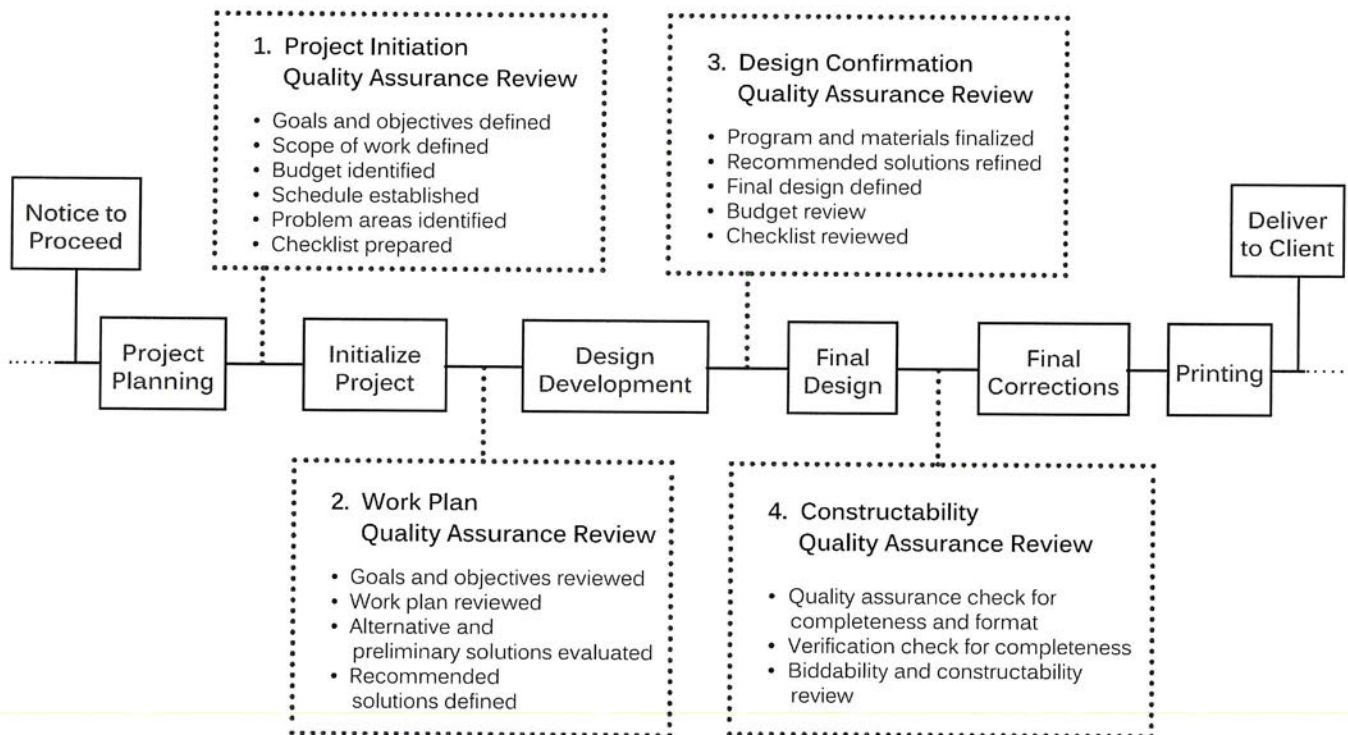 1. Project Initiation
Quality Assurance Review
• Goals and objectives defined
• Scope of work defined
• Budget identified
• Schedule established
• Problem areas identified
• Checklist prepared
3. Design Confirmation
Quality Assurance Review
• Program and materials finalized
• Recommended solutions refined
• Final design defined
• Budget review
• Checklist reviewed
Notice to
Proceed
Deliver
to Client
Project
Planning
Initialize
Project
Design
Development
Final
Design
Final
Corrections
Printing
2. Work Plan
Quality Assurance Review
• Goals and objectives reviewed
• Work plan reviewed
• Alternative and
preliminary solutions evaluated
• Recommended
solutions defined
4. Constructability
Quality Assurance Review
• Quality assurance check for
completeness and format
• Verification check for completeness
• Biddability and constructability
review